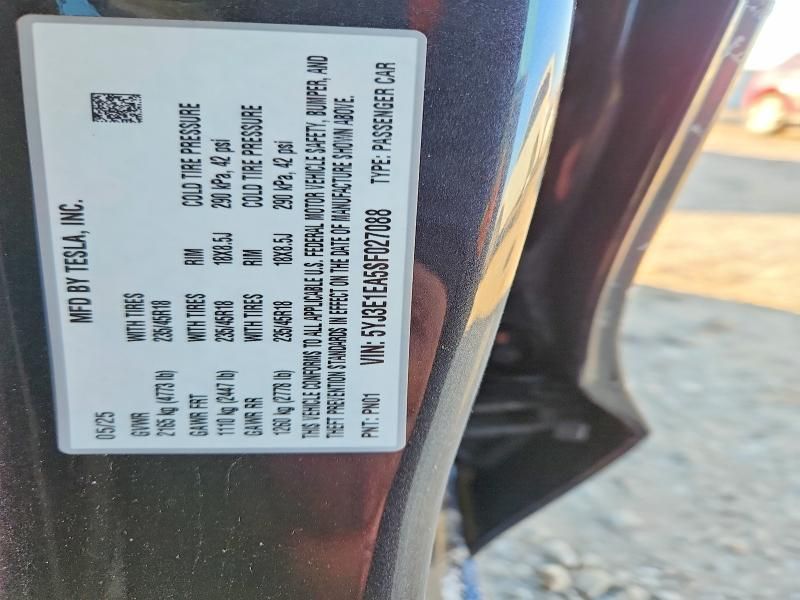 MFD BY TESLA, INC.
05/25
GVWR WITH TIRES RIM COLD TIRE PRESSURE
2165 kg (4773 lb) 235/45R18 18X8.5J 290 kPa, 42 psi
GAWR FRT
1110 kg (2447 lb) 235/45R18 18X8.5J 290 kPa, 42 psi
GAWR RR WITH TIRES RIM COLD TIRE PRESSURE
1260 kg (2778 lb)
THIS VEHICLE CONFORMS TO ALL APPLICABLE U.S. FEDERAL MOTOR VEHICLE SAFETY, BUMPER, AND
THEFT PREVENTION STANDARDS IN EFFECT ON THE DATE OF MANUFACTURE SHOWN ABOVE.
PNT: PN01 VIN: 5YJ3E1EA5SF027088 TYPE: PASSENGER CAR